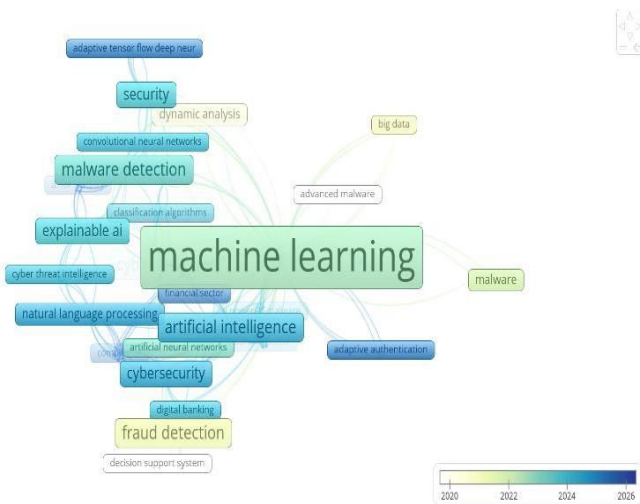 adaptive tensor flow deep neur
security
dynamic analysis
big data
convolutional neural networks
malware detection
advanced malware
classification algorithms
explainable ai
machine learning
cyber threat intelligence
malware
financial sector
natural language processing
artificial intelligence
artificial neural networks
adaptive authentication
cybersecurity
digital banking
fraud detection
decision support system
2020 2022 2024 2026